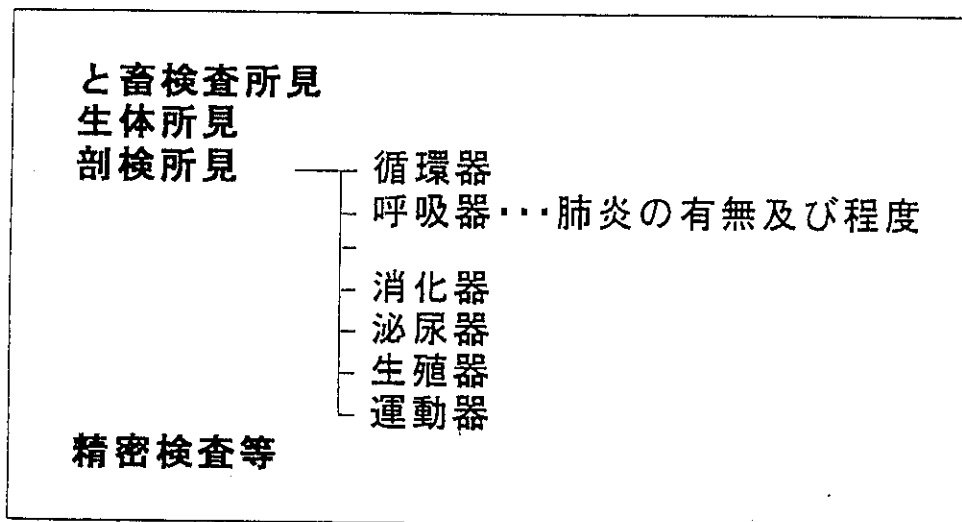 と畜検査所見
生体所見
剖検所見
循環器
呼吸器・・・肺炎の有無及び程度
消化器
泌尿器
生殖器
運動器
精密検査等